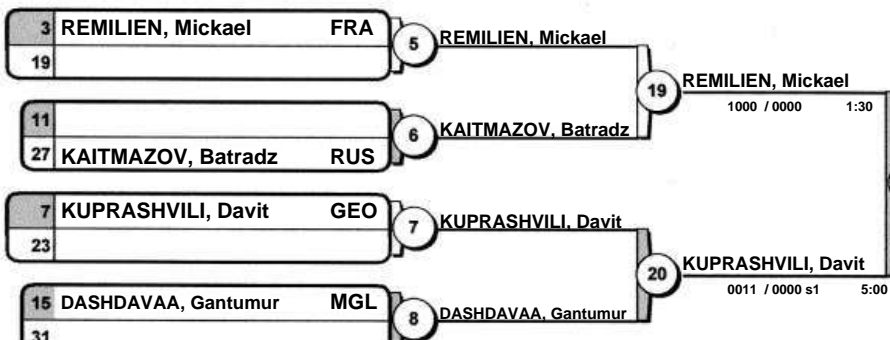 3 REMILIEN, Mickael FRA
19
5 REMILIEN, Mickael
11
27 KAITMAZOV, Batradz RUS
6 KAITMAZOV, Batradz
19 REMILIEN, Mickael
1000 / 0000 1:30
7 KUPRASHVILI, Davit GEO
23
7 KUPRASHVILI, Davit
15 DASHDAVAA, Gantumur MGL
31
8 DASHDAVAA, Gantumur
20 KUPRASHVILI, Davit
0011 / 0000 s1 5:00